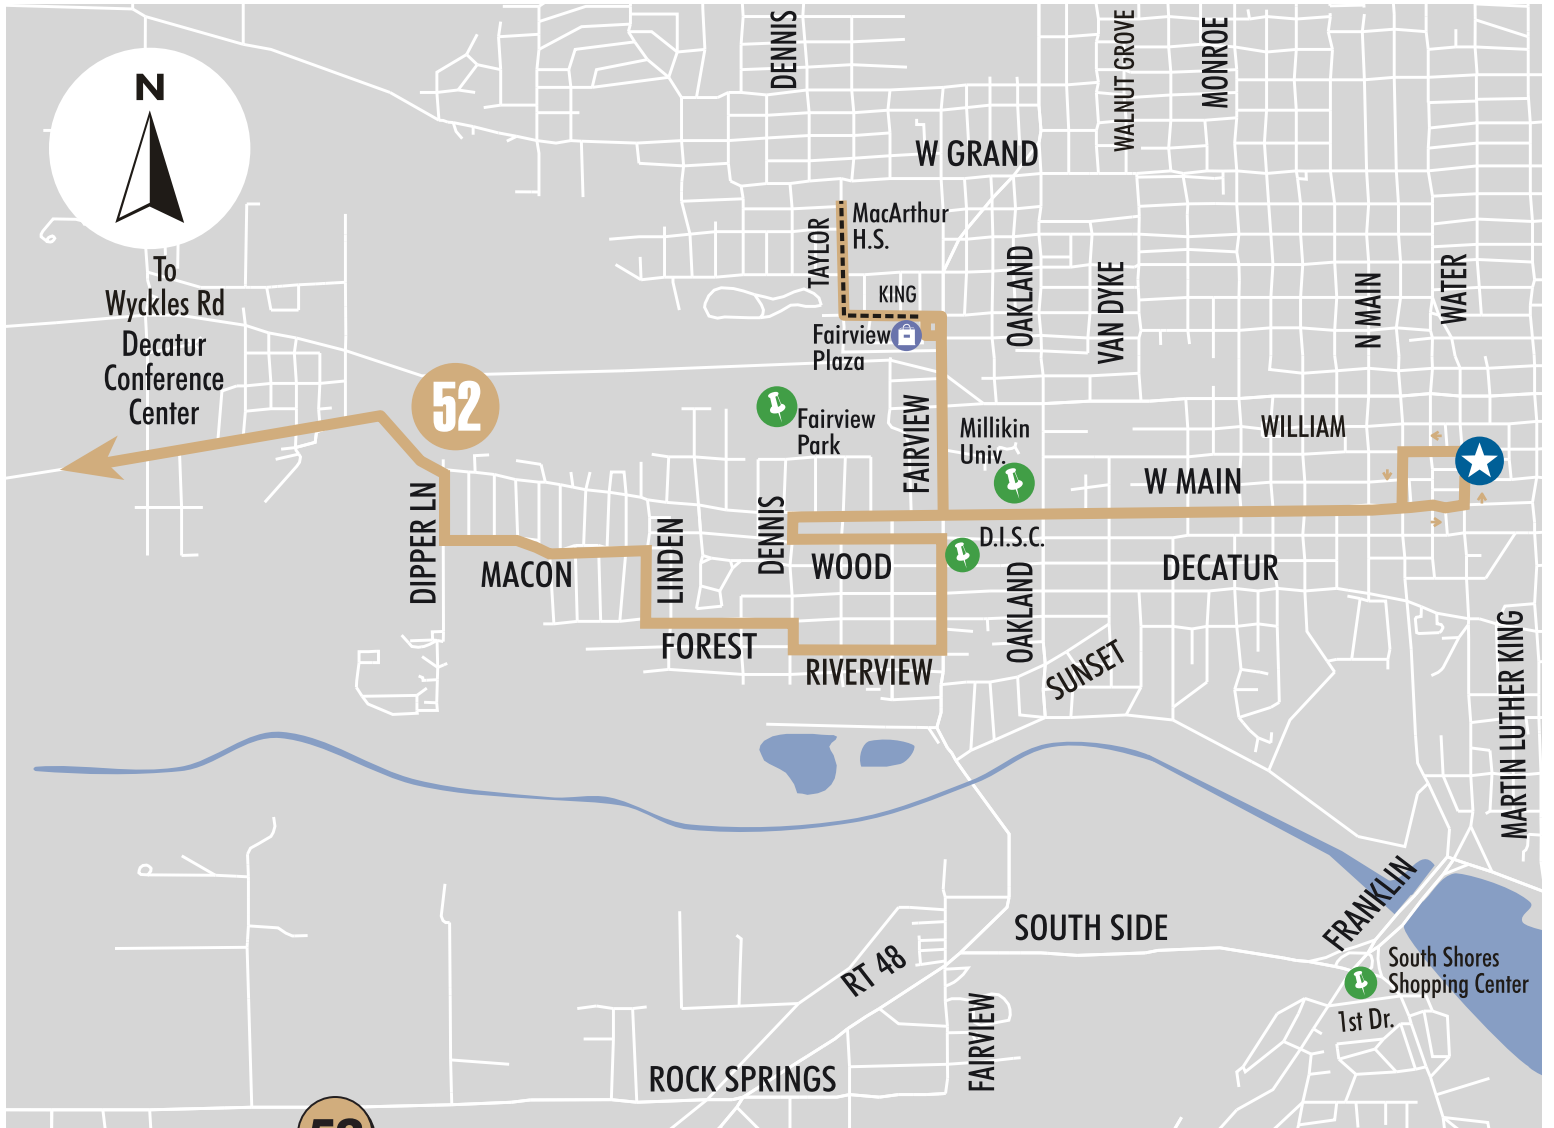 DENNIS
WALNUT GROVE
MONROE
N
W GRAND
MacArthur
H.S.
TAYLOR
KING
To
Wyckles Rd
Decatur
Conference
Center
OAKLAND
VAN DYKE
N MAIN
WATER
Fairview
Plaza
52
Fairview
Park
FAIRVIEW
Millikin
Univ.
WILLIAM
W MAIN
DIPPER LN
MACON
LINDEN
DENNIS
WOOD
D.I.S.C.
OAKLAND
DECATUR
FOREST
RIVERVIEW
SUNSET
MARTIN LUTHER KING
FRANKLIN
SOUTH SIDE
RT 48
South Shores
Shopping Center
1st Dr.
FAIRVIEW
ROCK SPRINGS